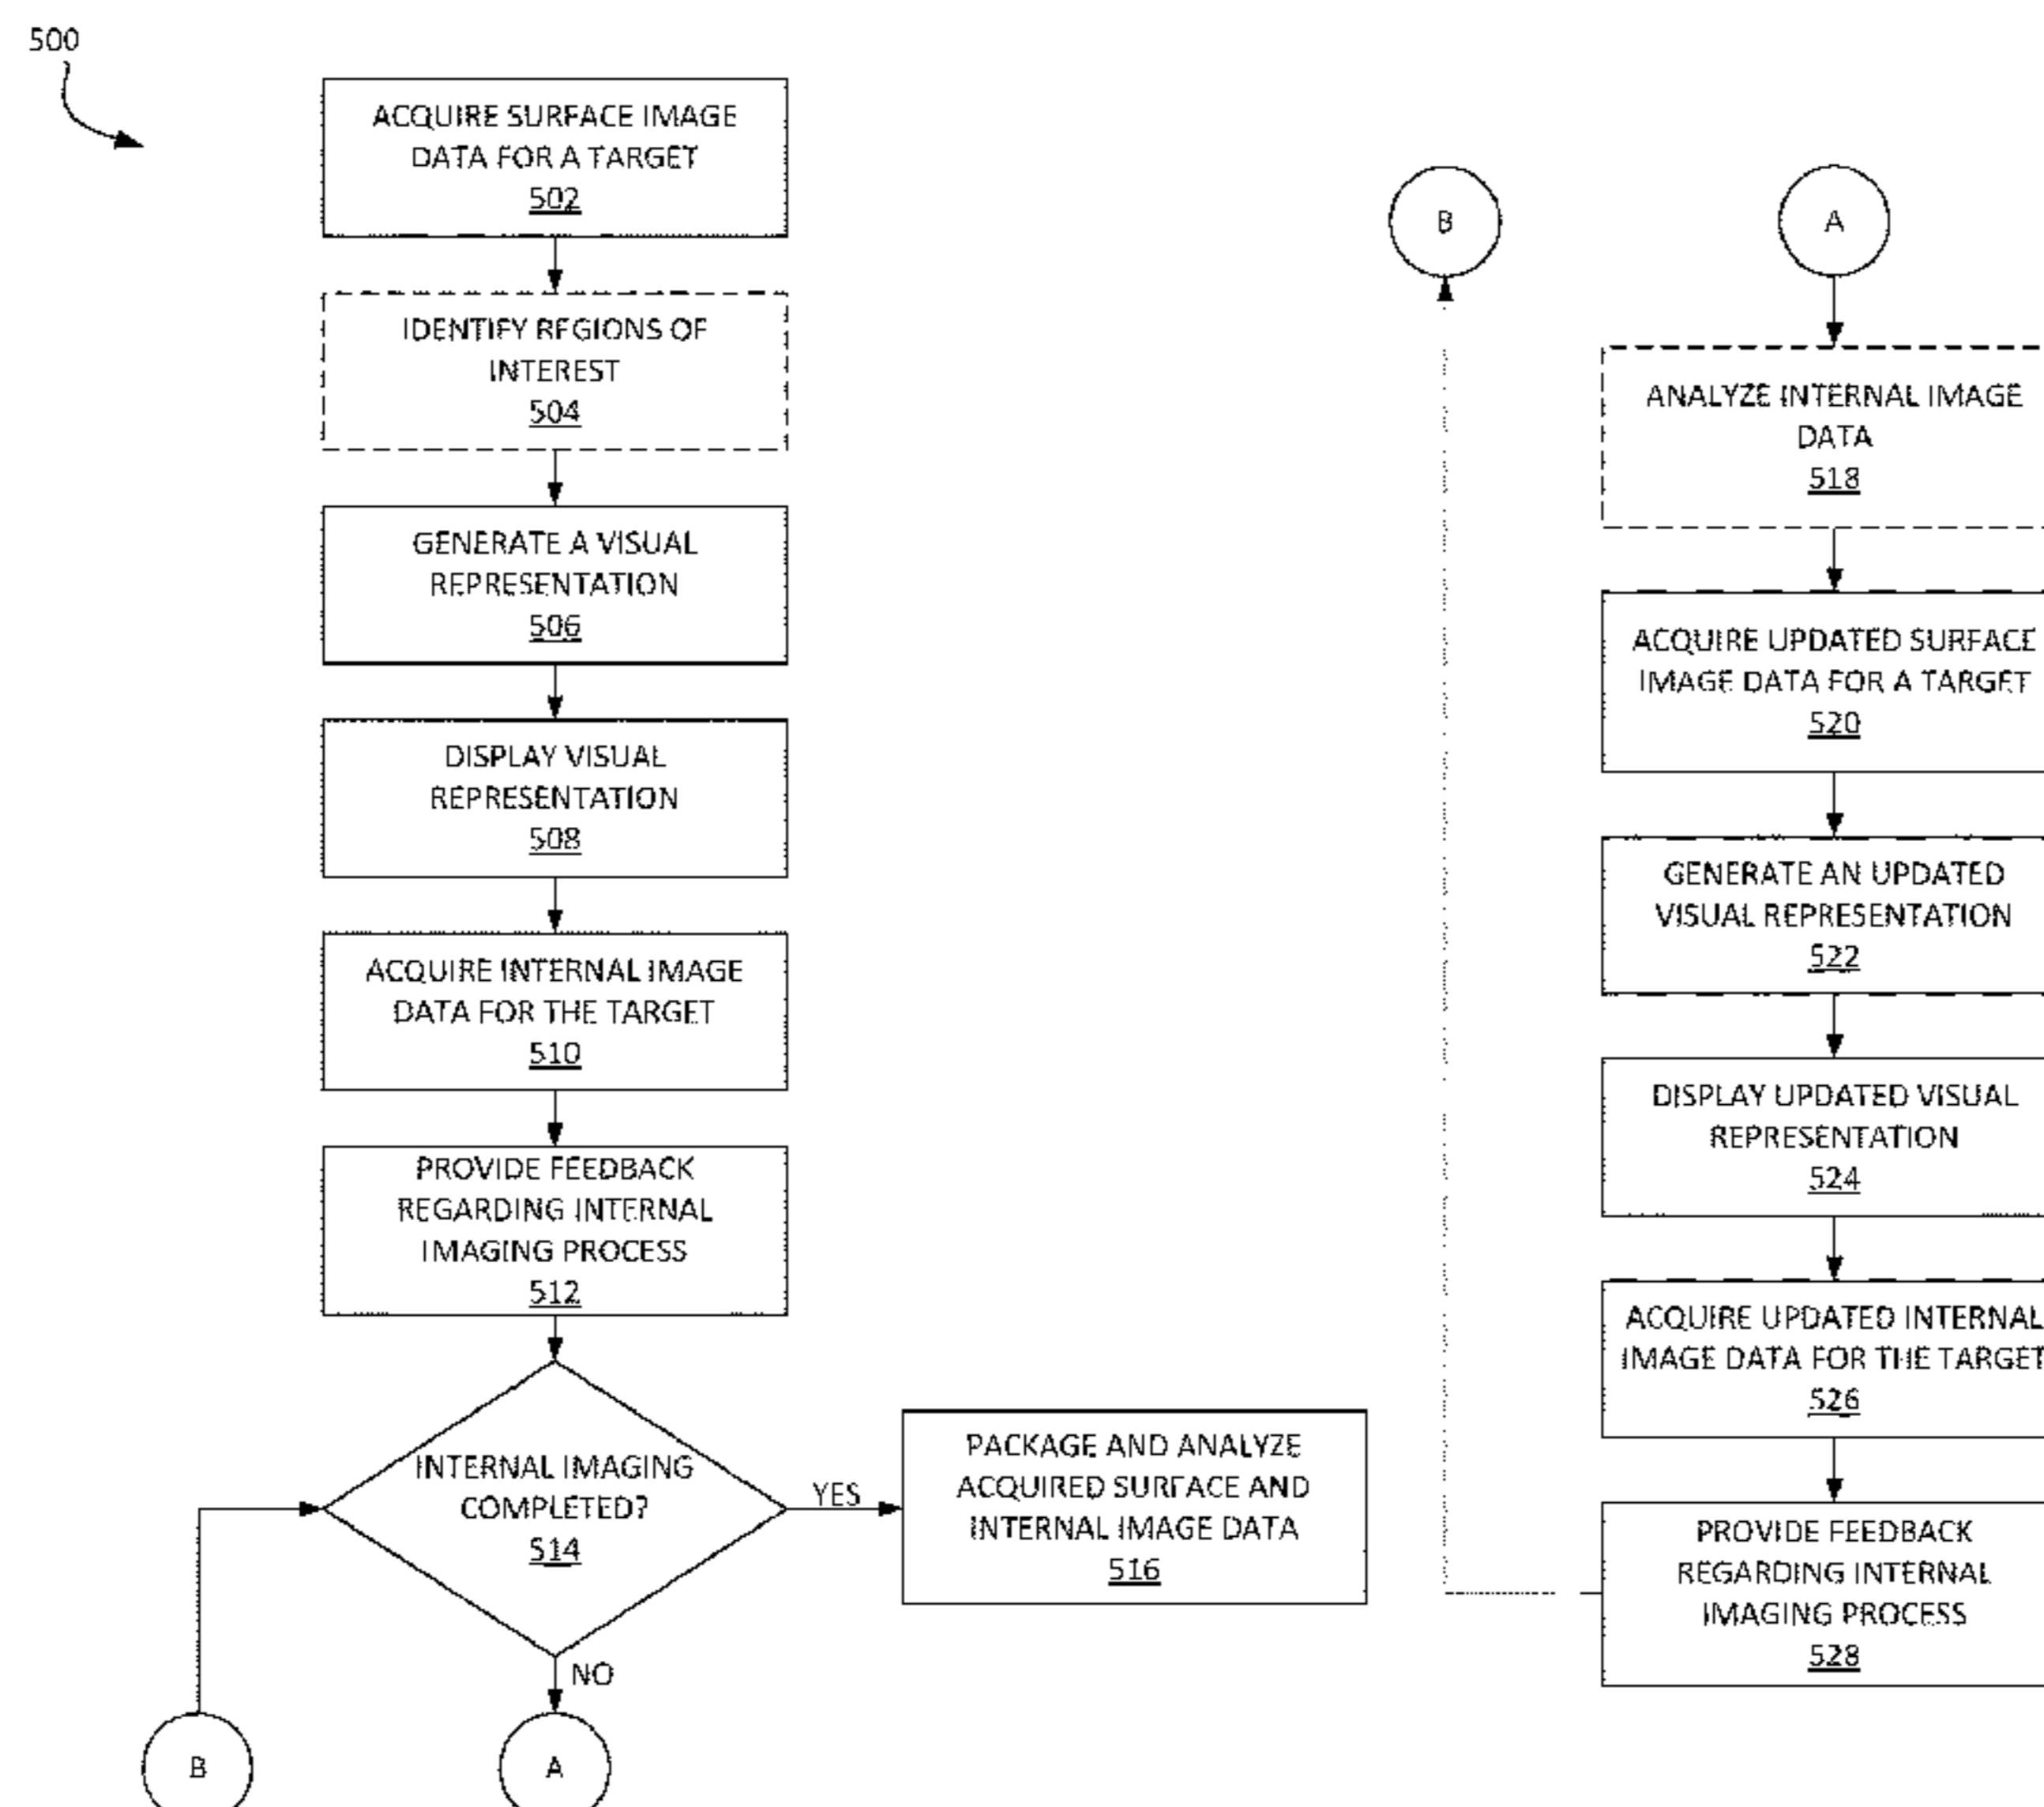 500
ACQUIRE SURFACE IMAGE
DATA FOR A TARGET
502
IDENTIFY REGIONS OF
INTEREST
504
GENERATE A VISUAL
REPRESENTATION
506
DISPLAY VISUAL
REPRESENTATION
508
ACQUIRE INTERNAL IMAGE
DATA FOR THE TARGET
510
PROVIDE FEEDBACK
REGARDING INTERNAL
IMAGING PROCESS
512
INTERNAL IMAGING
COMPLETED?
514
YES
PACKAGE AND ANALYZE
ACQUIRED SURFACE AND
INTERNAL IMAGE DATA
516
NO
B
A
B
A
ANALYZE INTERNAL IMAGE
DATA
518
ACQUIRE UPDATED SURFACE
IMAGE DATA FOR A TARGET
520
GENERATE AN UPDATED
VISUAL REPRESENTATION
522
DISPLAY UPDATED VISUAL
REPRESENTATION
524
ACQUIRE UPDATED INTERNAL
IMAGE DATA FOR THE TARGET
526
PROVIDE FEEDBACK
REGARDING INTERNAL
IMAGING PROCESS
528